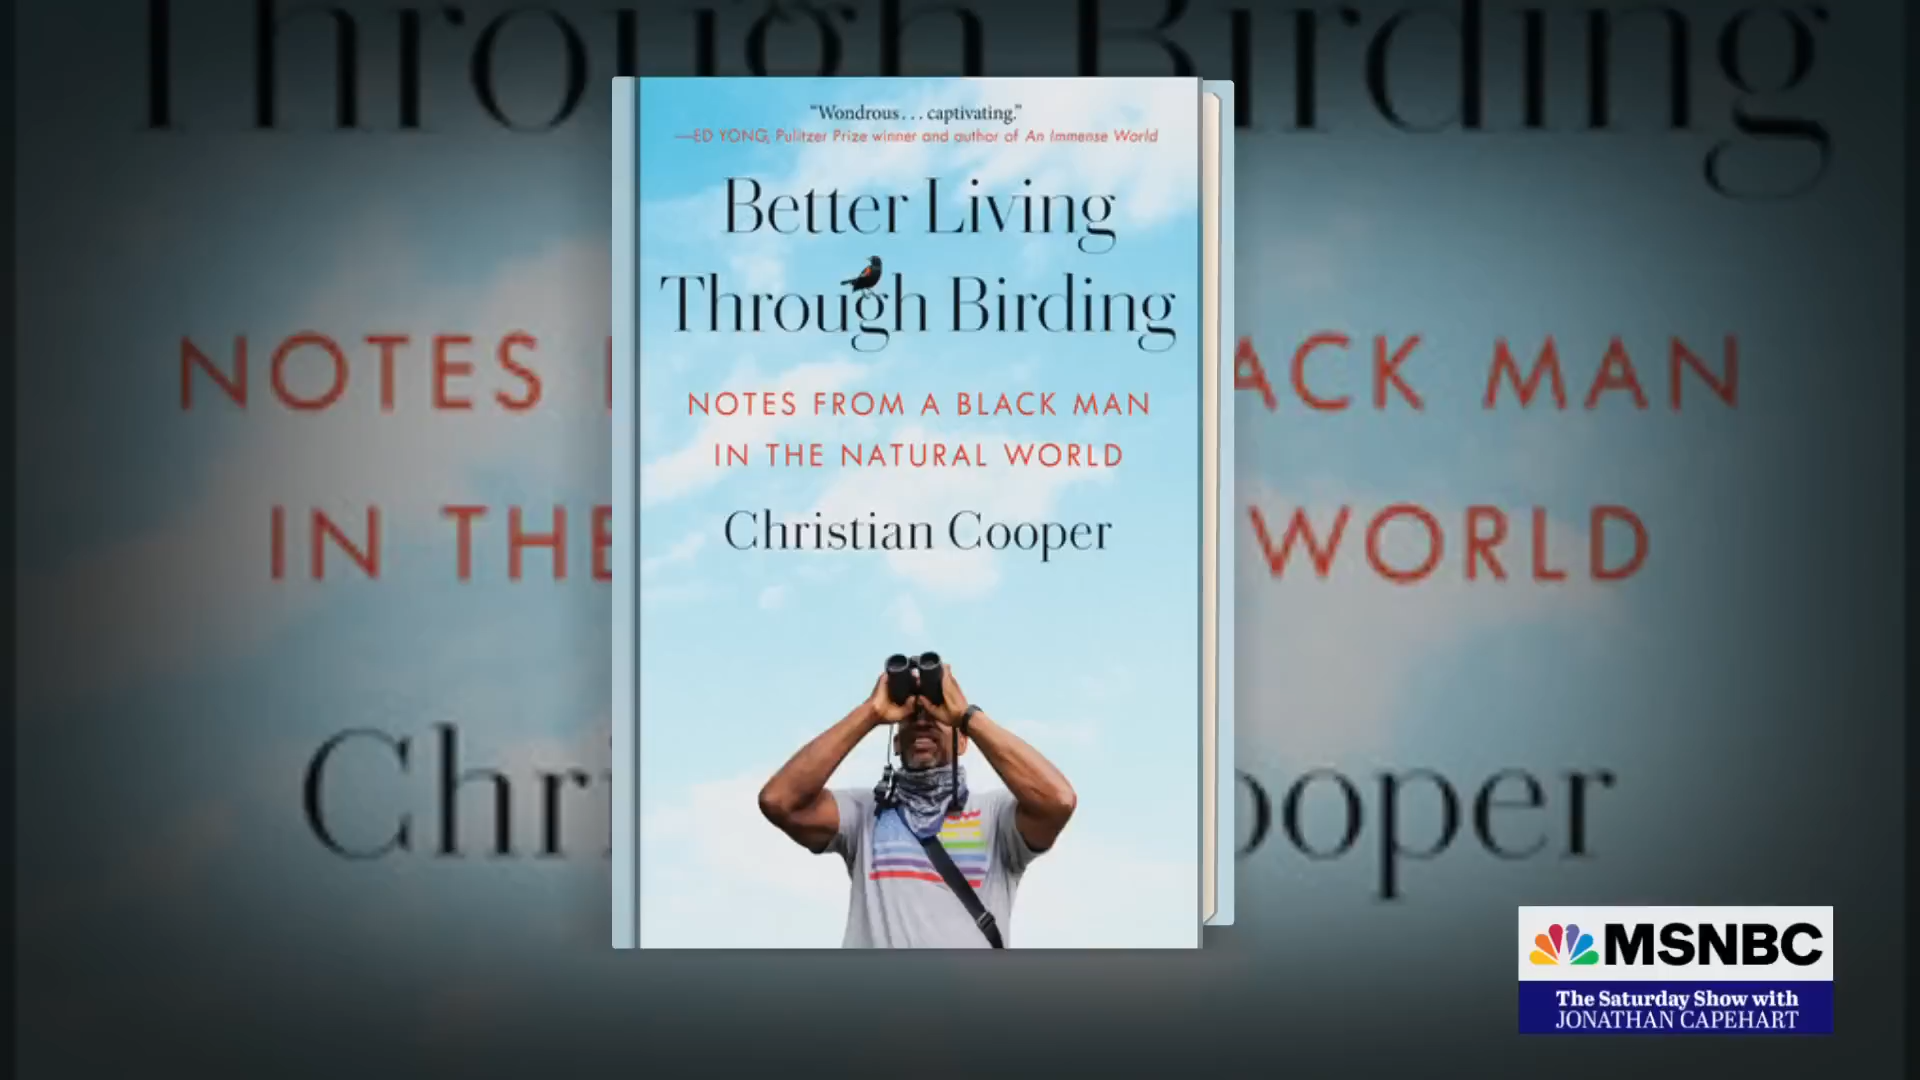 Through Birding
"Wondrous... captivating."
—ED YONG, Pulitzer Prize winner and author of An Immense World
Better Living
Through Birding
NOTES FROM A BLACK MAN
IN THE NATURAL WORLD
Christian Cooper
NOTES
ACK MAN
IN THE
WORLD
Chri
ooper
MSNBC
The Saturday Show with
JONATHAN CAPEHART